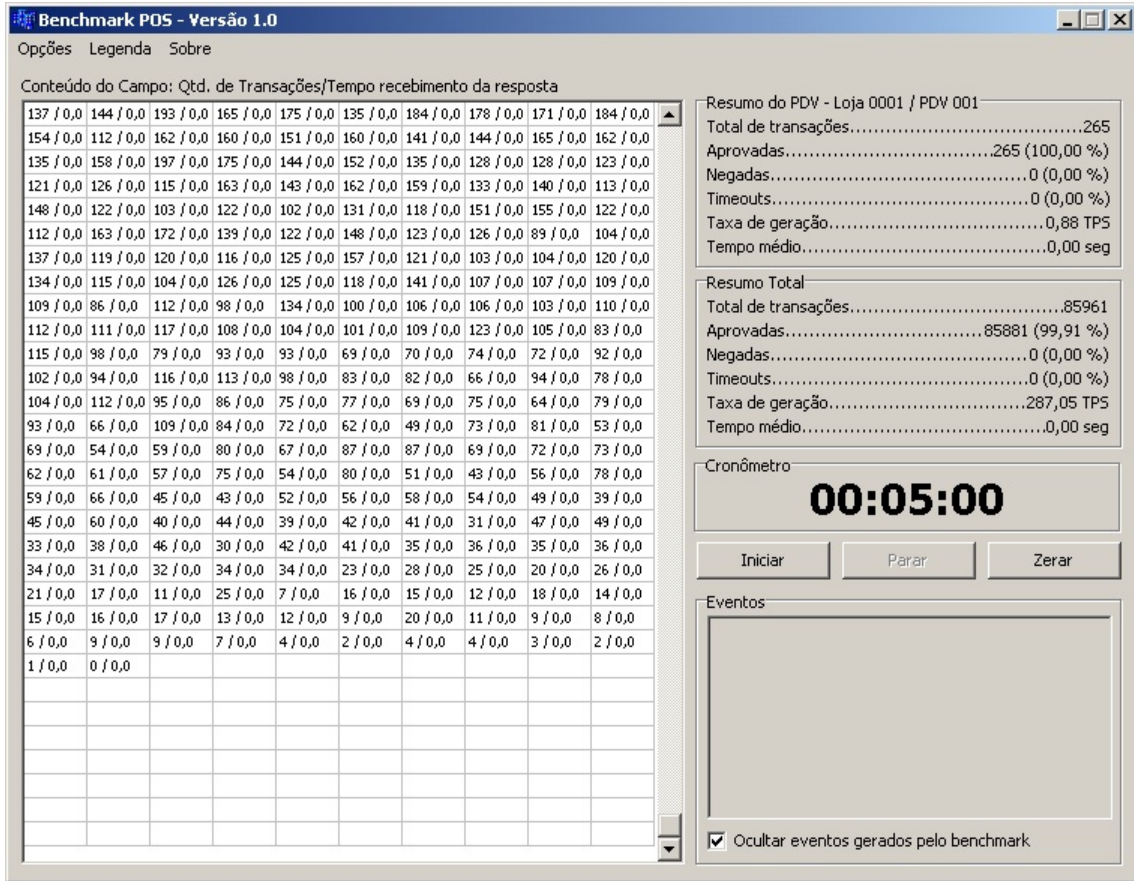 Benchmark POS - Versão 1.0
Opções Legenda Sobre
Conteúdo do Campo: Qtd. de Transações/Tempo recebimento da resposta
137 / 0,0 144 / 0,0 193 / 0,0 165 / 0,0 175 / 0,0 135 / 0,0 184 / 0,0 178 / 0,0 171 / 0,0 184 / 0,0
154 / 0,0 112 / 0,0 162 / 0,0 160 / 0,0 151 / 0,0 160 / 0,0 141 / 0,0 144 / 0,0 165 / 0,0 162 / 0,0
135 / 0,0 158 / 0,0 197 / 0,0 175 / 0,0 144 / 0,0 152 / 0,0 135 / 0,0 128 / 0,0 128 / 0,0 123 / 0,0
121 / 0,0 126 / 0,0 115 / 0,0 163 / 0,0 143 / 0,0 162 / 0,0 159 / 0,0 133 / 0,0 140 / 0,0 113 / 0,0
148 / 0,0 122 / 0,0 103 / 0,0 122 / 0,0 102 / 0,0 131 / 0,0 118 / 0,0 151 / 0,0 155 / 0,0 122 / 0,0
112 / 0,0 163 / 0,0 172 / 0,0 139 / 0,0 122 / 0,0 148 / 0,0 123 / 0,0 126 / 0,0 89 / 0,0 104 / 0,0
137 / 0,0 119 / 0,0 120 / 0,0 116 / 0,0 125 / 0,0 157 / 0,0 121 / 0,0 103 / 0,0 104 / 0,0 120 / 0,0
134 / 0,0 115 / 0,0 104 / 0,0 126 / 0,0 125 / 0,0 118 / 0,0 141 / 0,0 107 / 0,0 107 / 0,0 109 / 0,0
109 / 0,0 86 / 0,0 112 / 0,0 98 / 0,0 134 / 0,0 100 / 0,0 106 / 0,0 106 / 0,0 103 / 0,0 110 / 0,0
112 / 0,0 111 / 0,0 117 / 0,0 108 / 0,0 104 / 0,0 101 / 0,0 109 / 0,0 123 / 0,0 105 / 0,0 83 / 0,0
115 / 0,0 98 / 0,0 79 / 0,0 93 / 0,0 93 / 0,0 69 / 0,0 70 / 0,0 74 / 0,0 72 / 0,0 92 / 0,0
102 / 0,0 94 / 0,0 116 / 0,0 113 / 0,0 98 / 0,0 83 / 0,0 82 / 0,0 66 / 0,0 94 / 0,0 78 / 0,0
104 / 0,0 112 / 0,0 95 / 0,0 86 / 0,0 75 / 0,0 77 / 0,0 69 / 0,0 75 / 0,0 64 / 0,0 79 / 0,0
93 / 0,0 66 / 0,0 109 / 0,0 84 / 0,0 72 / 0,0 62 / 0,0 49 / 0,0 73 / 0,0 81 / 0,0 53 / 0,0
69 / 0,0 54 / 0,0 59 / 0,0 80 / 0,0 67 / 0,0 87 / 0,0 87 / 0,0 69 / 0,0 72 / 0,0 73 / 0,0
62 / 0,0 61 / 0,0 57 / 0,0 75 / 0,0 54 / 0,0 80 / 0,0 51 / 0,0 43 / 0,0 56 / 0,0 78 / 0,0
59 / 0,0 66 / 0,0 45 / 0,0 43 / 0,0 52 / 0,0 56 / 0,0 58 / 0,0 54 / 0,0 49 / 0,0 39 / 0,0
45 / 0,0 60 / 0,0 40 / 0,0 44 / 0,0 39 / 0,0 42 / 0,0 41 / 0,0 31 / 0,0 47 / 0,0 49 / 0,0
33 / 0,0 38 / 0,0 46 / 0,0 30 / 0,0 42 / 0,0 41 / 0,0 35 / 0,0 36 / 0,0 35 / 0,0 36 / 0,0
34 / 0,0 31 / 0,0 32 / 0,0 34 / 0,0 34 / 0,0 23 / 0,0 28 / 0,0 25 / 0,0 20 / 0,0 26 / 0,0
21 / 0,0 17 / 0,0 11 / 0,0 25 / 0,0 7 / 0,0 16 / 0,0 15 / 0,0 12 / 0,0 18 / 0,0 14 / 0,0
15 / 0,0 16 / 0,0 17 / 0,0 13 / 0,0 12 / 0,0 9 / 0,0 20 / 0,0 11 / 0,0 9 / 0,0 8 / 0,0
6 / 0,0 9 / 0,0 9 / 0,0 7 / 0,0 4 / 0,0 2 / 0,0 4 / 0,0 4 / 0,0 3 / 0,0 2 / 0,0
1 / 0,0 0 / 0,0
Resumo do PDV - Loja 0001 / PDV 001
Total de transações.....265
Aprovadas.....265 (100,00 %)
Negadas.....0 (0,00 %)
Timeouts.....0 (0,00 %)
Taxa de geração.....0,88 TPS
Tempo médio.....0,00 seg
Resumo Total
Total de transações.....85961
Aprovadas.....85881 (99,91 %)
Negadas.....0 (0,00 %)
Timeouts.....0 (0,00 %)
Taxa de geração.....287,05 TPS
Tempo médio.....0,00 seg
Cronômetro
00:05:00
Iniciar Parar Zerar
Eventos
Ocultar eventos gerados pelo benchmark